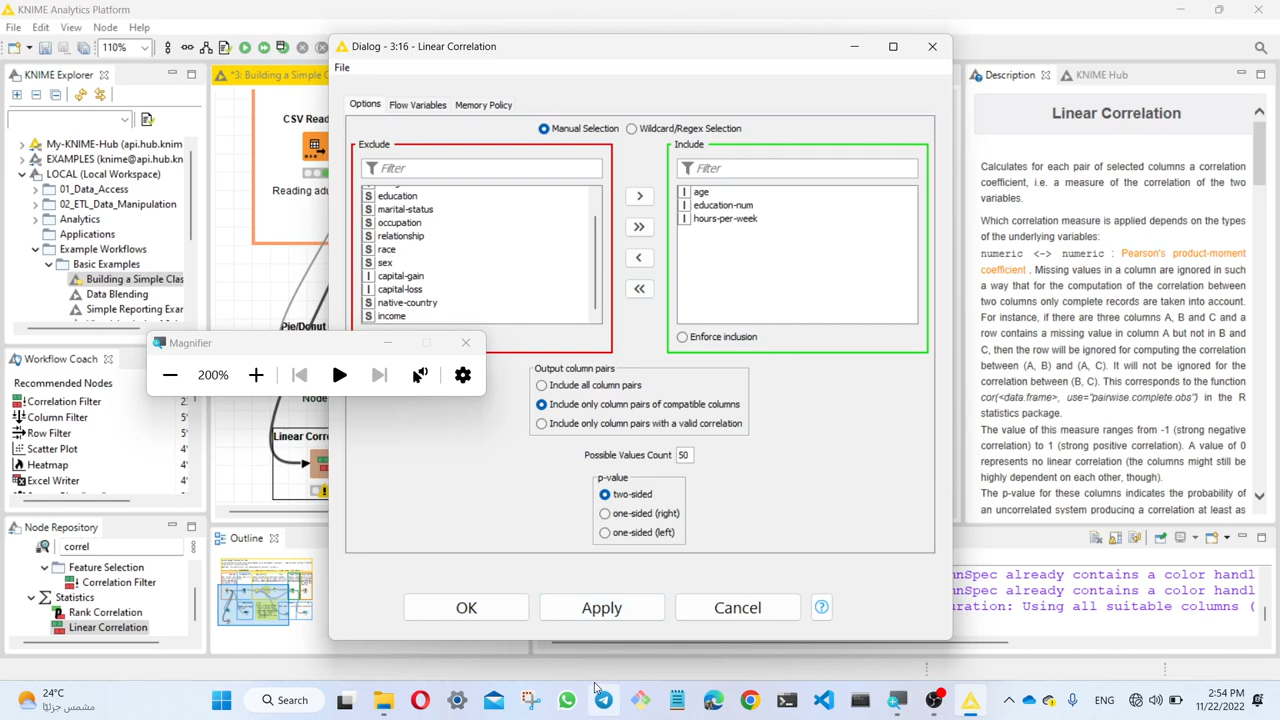 KNIME Analytics Platform
File Edit View Node Help
110%
KNIME Explorer
My-KNIME-Hub (api.hub.knim
EXAMPLES (knime@api.hub.kn
LOCAL (Local Workspace)
01_Data_Access
02_ETL_Data_Manipulation
Analytics
Applications
Example Workflows
Basic Examples
Building a Simple Clas
Data Blending
Simple Reporting Exar
Workflow Coach
Recommended Nodes
Correlation Filter 2.
Column Filter 5'
Row Filter 5'
Scatter Plot 4'
Heatmap 4'
Excel Writer 4'
Node Repository
correl
Feature Selection
Correlation Filter
Statistics
Rank Correlation
Linear Correlation
*3: Building a Simple C
CSV Read
Reading adu
Pie/Donut
Node
Linear Corre
Outline
Dialog - 3:16 - Linear Correlation
File
Options Flow Variables Memory Policy
Manual Selection Wildcard/Regex Selection
Exclude
Filter
S education
S marital-status
S occupation
S relationship
S race
S sex
I capital-gain
I capital-loss
S native-country
S income
Include
Filter
I age
I education-num
I hours-per-week
Enforce inclusion
Magnifier
200%
Output column pairs
Include all column pairs
Include only column pairs of compatible columns
Include only column pairs with a valid correlation
Possible Values Count 50
p-value
two-sided
one-sided (right)
one-sided (left)
OK Apply Cancel
Description KNIME Hub
Linear Correlation
Calculates for each pair of selected columns a correlation
coefficient, i.e. a measure of the correlation of the two
variables.
Which correlation measure is applied depends on the types
of the underlying variables:
numeric <-> numeric : Pearson's product-moment
coefficient . Missing values in a column are ignored in such
a way that for the computation of the correlation between
two columns only complete records are taken into account.
For instance, if there are three columns A, B and C and a
row contains a missing value in column A but not in B and
C, then the row will be ignored for computing the correlation
between (A, B) and (A, C). It will not be ignored for the
correlation between (B, C). This corresponds to the function
cor(<data.frame>, use="pairwise.complete.obs") in the R
statistics package.
The value of this measure ranges from -1 (strong negative
correlation) to 1 (strong positive correlation). A value of 0
represents no linear correlation (the columns might still be
highly dependent on each other, though).
The p-value for these columns indicates the probability of
an uncorrelated system producing a correlation at least as
nnSpec already contains a color handl
nnSpec already contains a color handl
uration: Using all suitable columns (
24°C
مشمس جزئيًا
Search
ENG
2:54 PM
11/22/2022